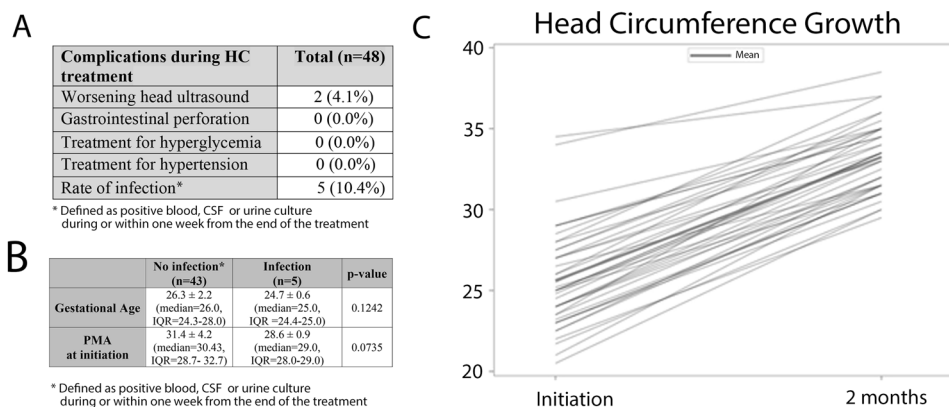 A
Complications during HC treatment
Total (n=48)
Worsening head ultrasound 2 (4.1%)
Gastrointestinal perforation 0 (0.0%)
Treatment for hyperglycemia 0 (0.0%)
Treatment for hypertension 0 (0.0%)
Rate of infection* 5 (10.4%)
* Defined as positive blood, CSF or urine culture
during or within one week from the end of the treatment
B
No infection*
(n=43)
Infection
(n=5)
p-value
Gestational Age
26.3 ± 2.2
(median=26.0,
IQR=24.3-28.0)
24.7 ± 0.6
(median=25.0,
IQR =24.4-25.0)
0.1242
PMA
at initiation
31.4 ± 4.2
(median=30.43,
IQR=28.7- 32.7)
28.6 ± 0.9
(median=29.0,
IQR=28.0-29.0)
0.0735
* Defined as positive blood, CSF or urine culture
during or within one week from the end of the treatment
C
Head Circumference Growth
Mean
40
35
30
25
20
Initiation
2 months